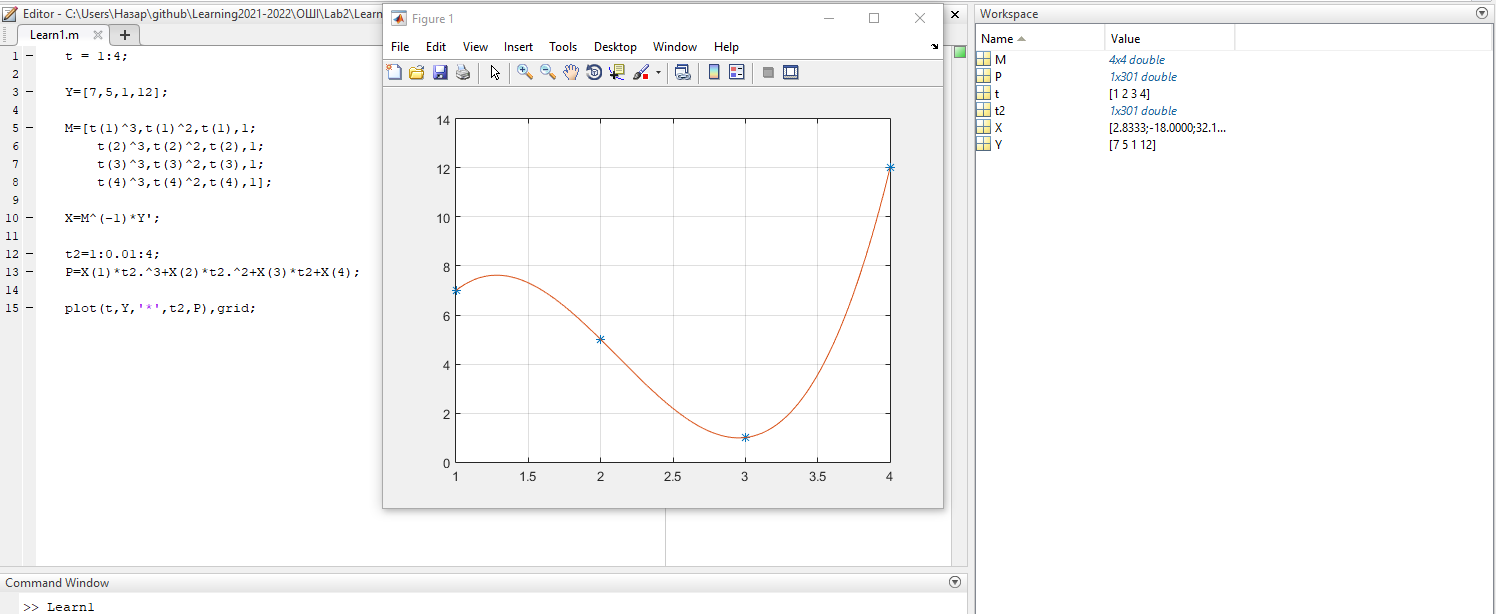 Editor - C:\Users\Назар\github\Learning2021-2022\ОШІ\Lab2\Learn
Learn1.m
1 t = 1:4;
2
3 Y=[7,5,1,12];
4
5 M=[t(1)^3,t(1)^2,t(1),1;
6 t(2)^3,t(2)^2,t(2),1;
7 t(3)^3,t(3)^2,t(3),1;
8 t(4)^3,t(4)^2,t(4),1];
9
10 X=M^(-1)*Y';
11
12 t2=1:0.01:4;
13 P=X(1)*t2.^3+X(2)*t2.^2+X(3)*t2+X(4);
14
15 plot(t,Y,'*',t2,P),grid;
Figure 1
File Edit View Insert Tools Desktop Window Help
14
12
10
8
6
4
2
0
1 1.5 2 2.5 3 3.5 4
Workspace
Name Value
M 4x4 double
P 1x301 double
t [1 2 3 4]
t2 1x301 double
X [2.8333;-18.0000;32.1...
Y [7 5 1 12]
Command Window
>> Learn1